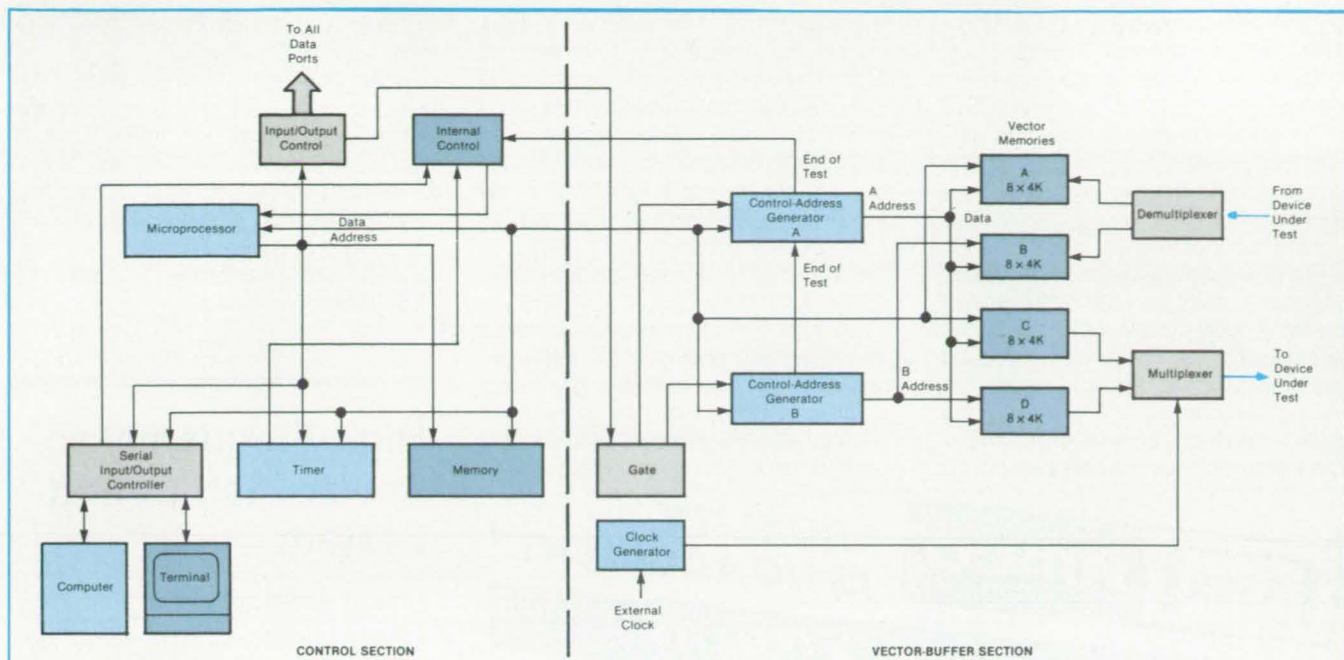 To All
Data
Ports
Input/Output
Control
Internal
Control
Microprocessor
Data
Address
Serial
Input/Output
Controller
Timer
Memory
Computer
Terminal
CONTROL SECTION
End of
Test
Control-Address
Generator
A
A
Address
End of
Test
Control-Address
Generator
B
B
Address
Data
Vector
Memories
A
8 × 4K
B
8 × 4K
C
8 × 4K
D
8 × 4K
Demultiplexer
From
Device
Under
Test
Multiplexer
To
Device
Under
Test
Gate
Clock
Generator
External
Clock
VECTOR-BUFFER SECTION